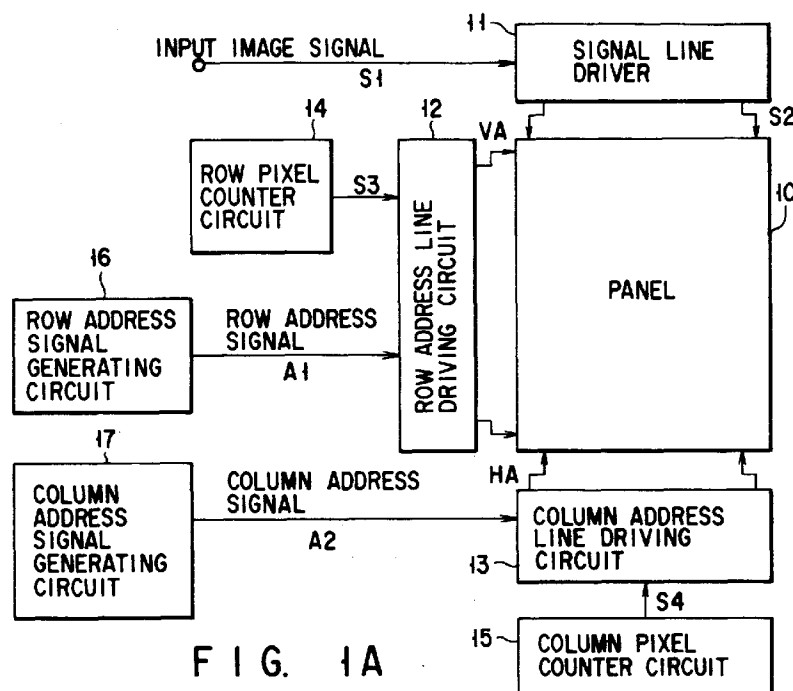 11
INPUT IMAGE SIGNAL
S1
SIGNAL LINE
DRIVER
S2
14
ROW PIXEL
COUNTER
CIRCUIT
S3
12
ROW ADDRESS LINE
DRIVING CIRCUIT
VA
PANEL
10
16
ROW ADDRESS
SIGNAL
GENERATING
CIRCUIT
ROW ADDRESS
SIGNAL
A1
17
COLUMN
ADDRESS
SIGNAL
GENERATING
CIRCUIT
COLUMN ADDRESS
SIGNAL
A2
HA
COLUMN ADDRESS
LINE DRIVING
CIRCUIT
13
S4
15
COLUMN PIXEL
COUNTER CIRCUIT
FIG. 1A